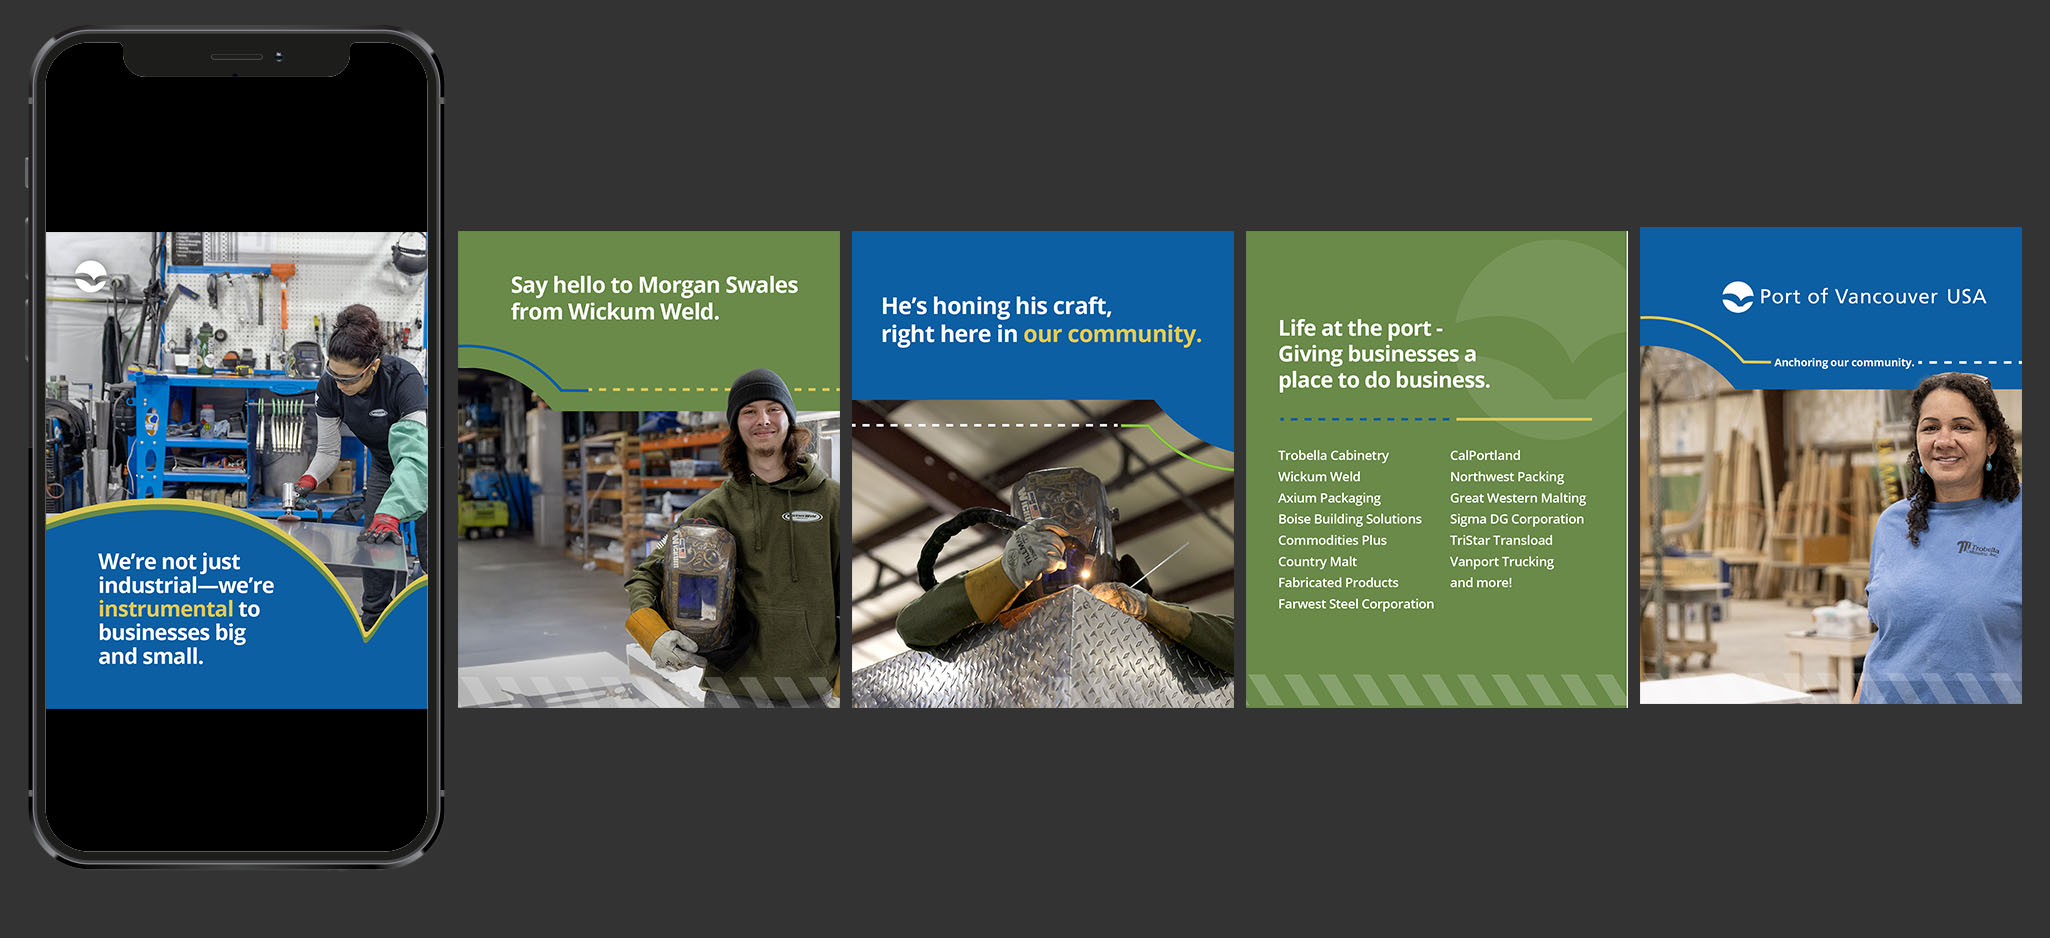 We're not just
industrial—we're
instrumental to
businesses big
and small.
Say hello to Morgan Swales
from Wickum Weld.
He's honing his craft,
right here in our community.
Life at the port -
Giving businesses a
place to do business.
Trobella Cabinetry
Wickum Weld
Axium Packaging
Boise Building Solutions
Commodities Plus
Country Malt
Fabricated Products
Farwest Steel Corporation
CalPortland
Northwest Packing
Great Western Malting
Sigma DG Corporation
TriStar Transload
Vanport Trucking
and more!
Port of Vancouver USA
Anchoring our community.
Trobella